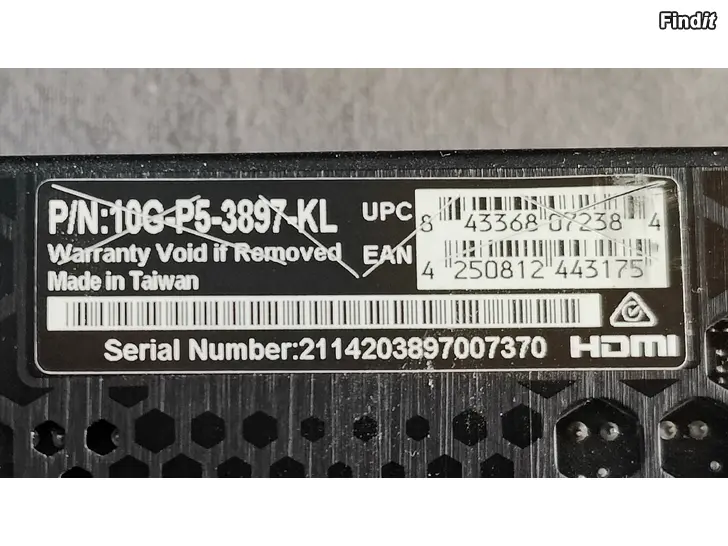 Findit
P/N:10G-P5-3897-KL
Warranty Void if Removed
Made in Taiwan
UPC
8 43368 07238 4
EAN
4 250812 443175
Serial Number:2114203897007370
HDMI